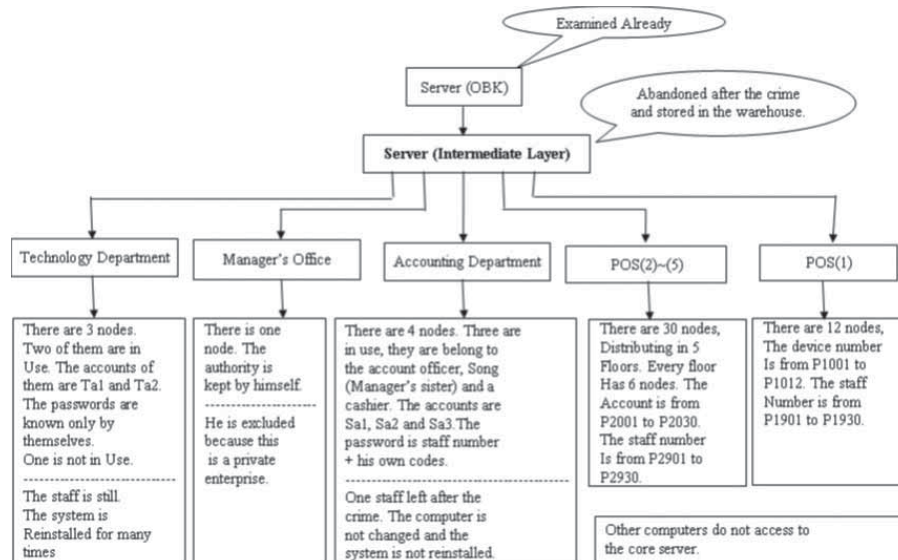 Examined Already
Server (OBK)
Abandoned after the crime
and stored in the warehouse.
Server (Intermediate Layer)
Technology Department
Manager's Office
Accounting Department
POS(2)~(5)
POS(1)
There are 3 nodes.
Two of them are in
Use. The accounts of
them are Ta1 and Ta2.
The passwords are
known only by
themselves.
One is not in Use.
The staff is still.
The system is
Reinstalled for many
times
There is one
node. The
authority is
kept by himself.
He is excluded
because this
is a private
enterprise.
There are 4 nodes. Three are
in use, they are belong to
the account officer, Song
(Manager's sister) and a
cashier. The accounts are
Sa1, Sa2 and Sa3.The
password is staff number
+ his own codes.
One staff left after the
crime. The computer is
not changed and the
system is not reinstalled.
There are 30 nodes,
Distributing in 5
Floors. Every floor
Has 6 nodes. The
Account is from
P2001 to P2030.
The staff number
Is from P2901 to
P2930.
There are 12 nodes,
The device number
Is from P1001 to
P1012. The staff
Number is from
P1901 to P1930.
Other computers do not access to
the core server.